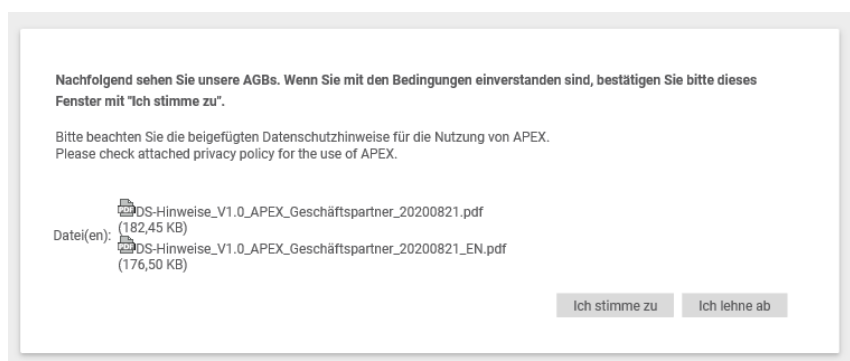 Nachfolgend sehen Sie unsere AGBs. Wenn Sie mit den Bedingungen einverstanden sind, bestätigen Sie bitte dieses
Fenster mit "Ich stimme zu".
Bitte beachten Sie die beigefügten Datenschutzhinweise für die Nutzung von APEX.
Please check attached privacy policy for the use of APEX.
Datei(en):
DS-Hinweise_V1.0_APEX_Geschäftspartner_20200821.pdf
(182,45 KB)
DS-Hinweise_V1.0_APEX_Geschäftspartner_20200821_EN.pdf
(176,50 KB)
Ich stimme zu Ich lehne ab